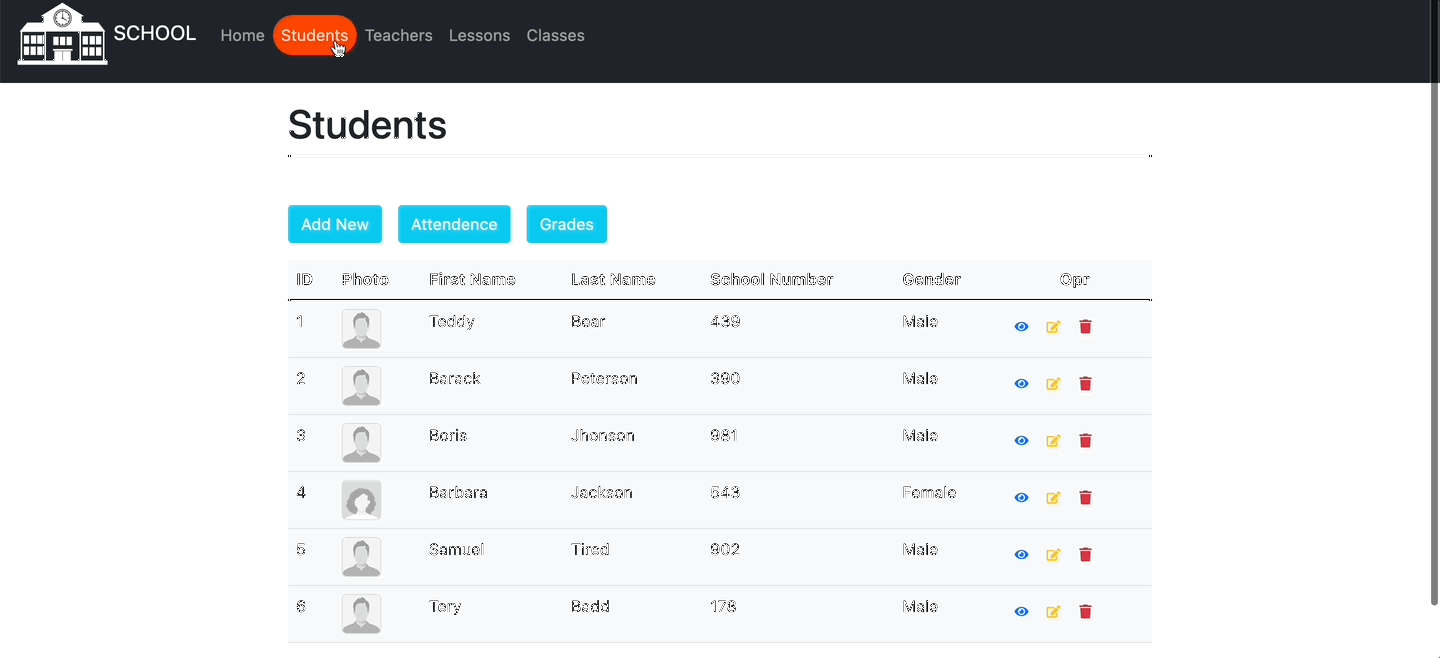 SCHOOL Home Students Teachers Lessons Classes
Students
Add New Attendence Grades
ID Photo First Name Last Name School Number Gender Opr
1 Teddy Bear 439 Male
2 Barack Peterson 390 Male
3 Boris Jhonson 981 Male
4 Barbara Jackson 543 Female
5 Samuel Tired 902 Male
6 Tery Badd 178 Male